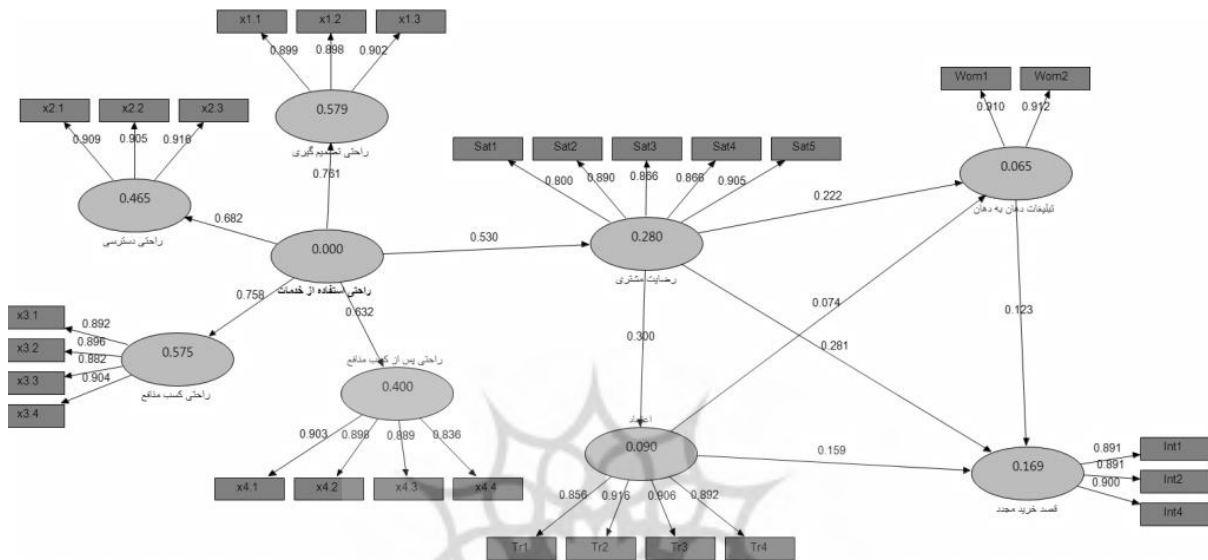 x1.1 x1.2 x1.3
0.899 0.898 0.902
0.579
راحتی تصمیم گیری
x2.1 x2.2 x2.3
0.909 0.905 0.916
0.465
راحتی دسترسی
0.761
0.682
0.000
راحتی استفاده از خدمات
0.530
0.758
0.632
x3.1
x3.2
x3.3
x3.4
0.892
0.896
0.882
0.904
0.575
راحتی کسب منافع
راحتی پس از کسب منافع
0.400
0.903 0.898 0.889 0.836
x4.1 x4.2 x4.3 x4.4
Sat1 Sat2 Sat3 Sat4 Sat5
0.800 0.890 0.866 0.866 0.905
0.280
رضایت مشتری
0.222
0.300
0.074
0.281
Wom1 Wom2
0.910 0.912
0.065
تبلیغات دهان به دهان
0.123
اعتماد
0.090
0.159
0.856 0.916 0.906 0.892
Tr1 Tr2 Tr3 Tr4
0.169
قصد خرید مجدد
0.891
0.891
0.900
Int1
Int2
Int4